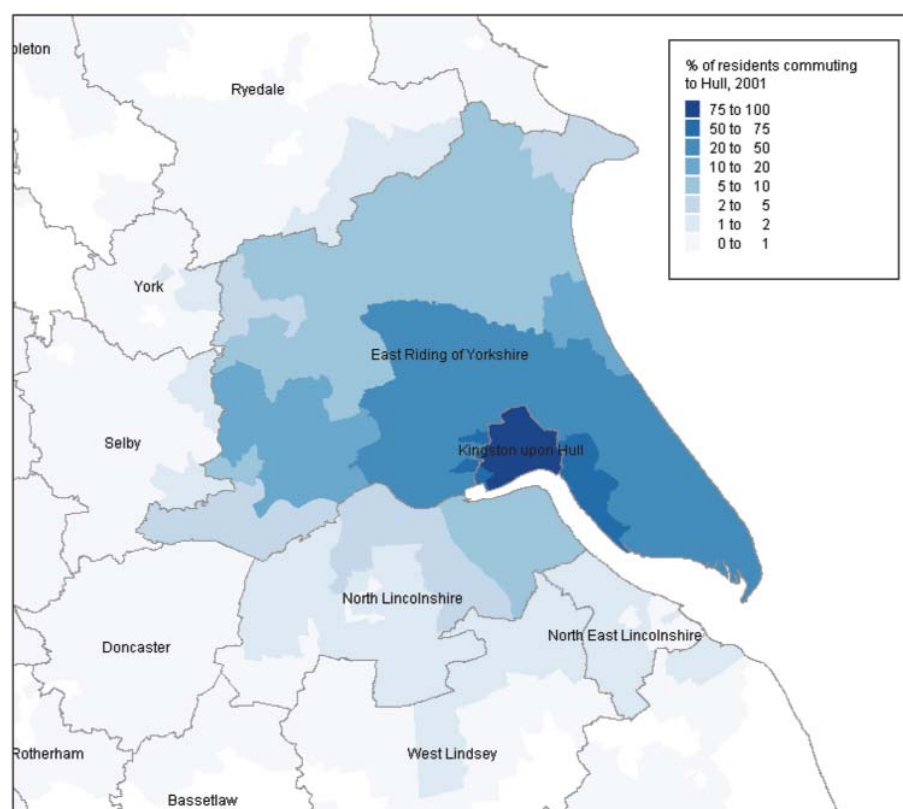 pleton
Ryedale
% of residents commuting
to Hull, 2001
75 to 100
50 to 75
20 to 50
10 to 20
5 to 10
2 to 5
1 to 2
0 to 1
York
East Riding of Yorkshire
Selby
Kingston upon Hull
North Lincolnshire
North East Lincolnshire
Doncaster
Rotherham
West Lindsey
Bassetlaw